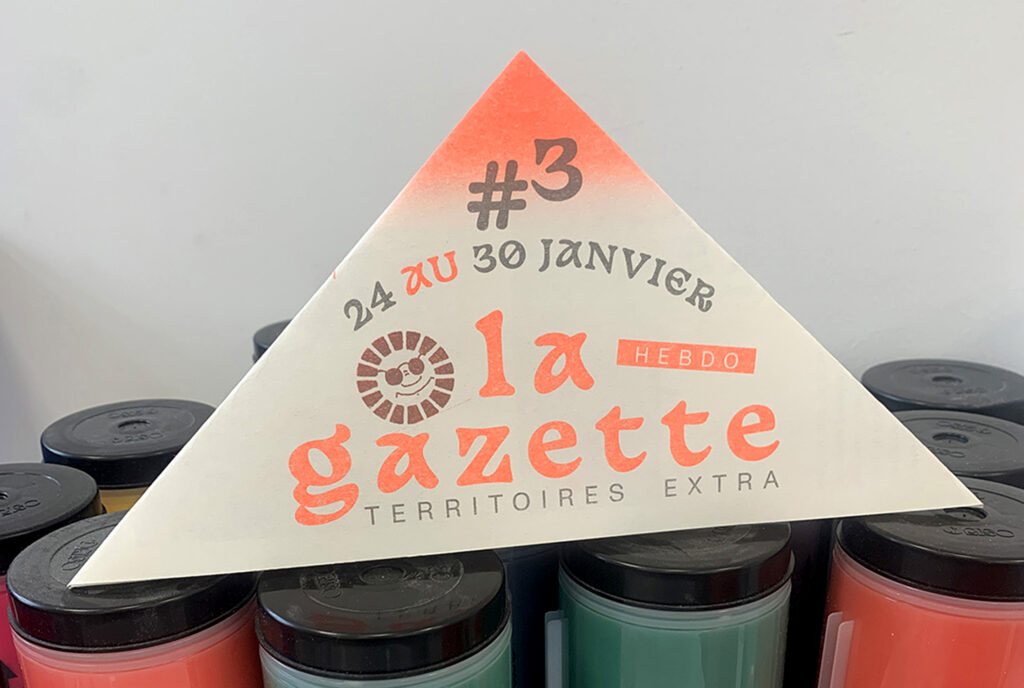 #3
24 AU 30 JANVIER
la HEBDO
gazette
TERRITOIRES EXTRA